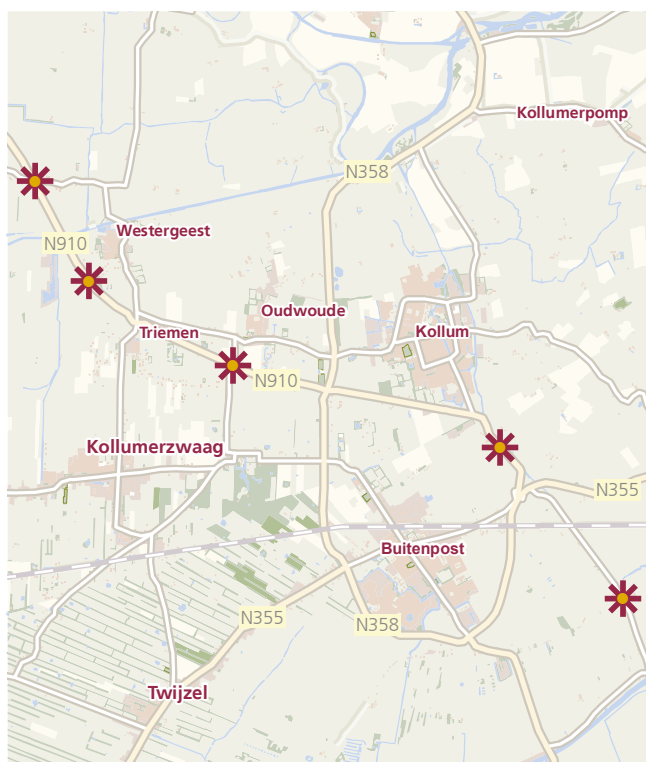 Kollumerpomp
N358
Westergeest
N910
Oudwoude
Triemen
Kollum
N910
Kollumerzwaag
N355
Buitenpost
N355
N358
Twijzel